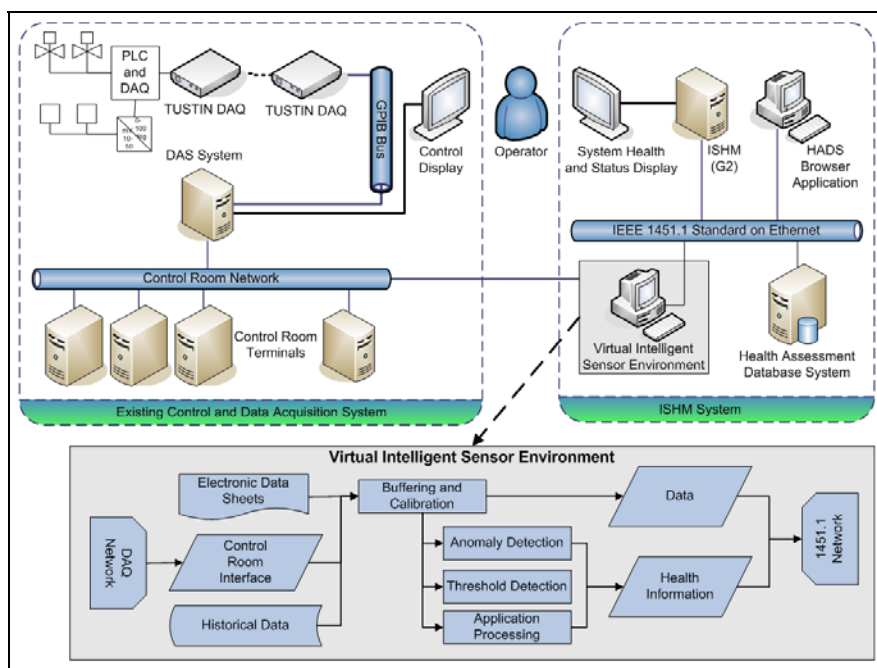 PLC
and
DAQ
TUSTIN DAQ
TUSTIN DAQ
GPIB Bus
Control
Display
Operator
System Health
and Status Display
ISHM
(G2)
HADS
Browser
Application
DAS System
IEEE 1451.1 Standard on Ethernet
Control Room Network
Control Room
Terminals
Virtual Intelligent
Sensor Environment
Health Assessment
Database System
Existing Control and Data Acquisition System
ISHM System
Virtual Intelligent Sensor Environment
Electronic Data
Sheets
Buffering and
Calibration
Data
DAQ
Network
Control
Room
Interface
Anomaly Detection
Threshold Detection
Application
Processing
Health
Information
1451.1
Network
Historical Data